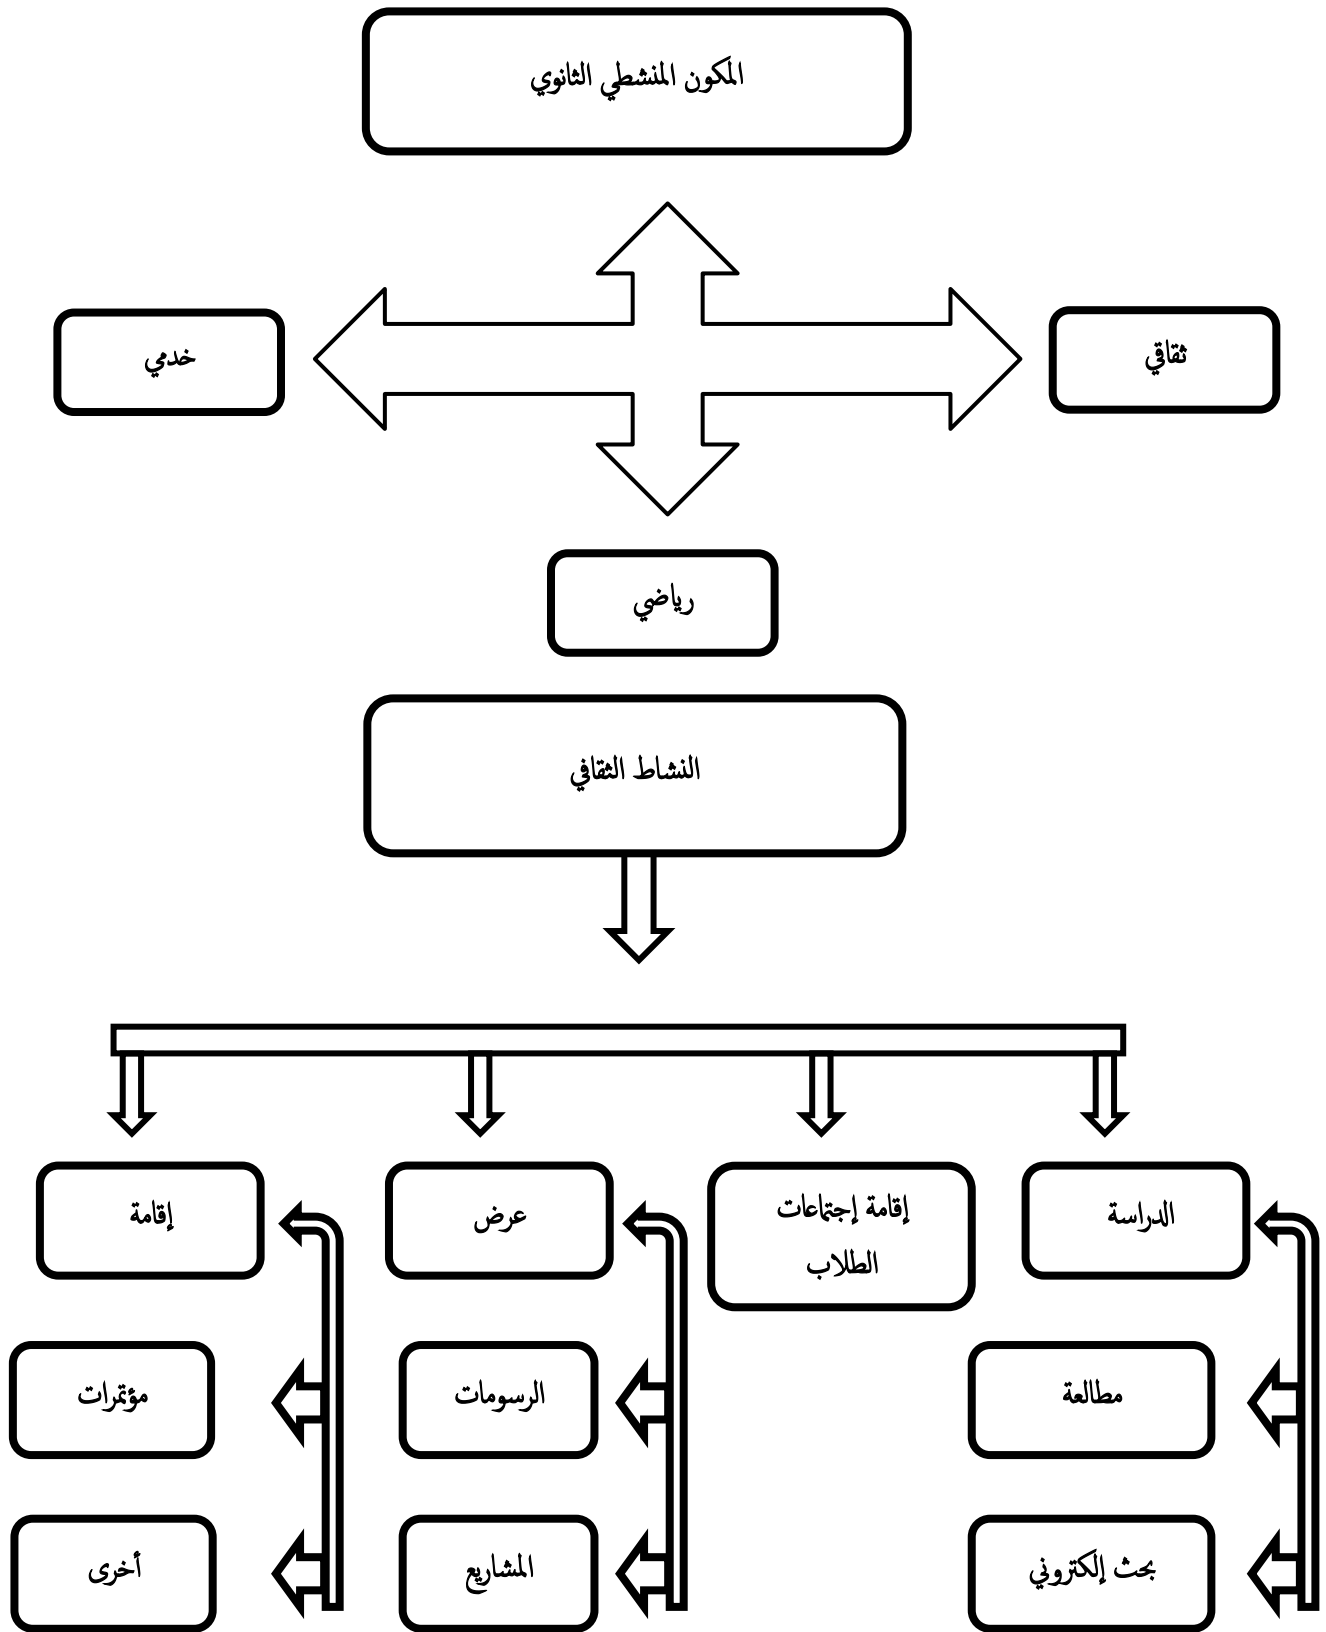 المكون المنشطي الثانوي
ثقافي
خدمي
رياضي
النشاط الثقافي
الدراسة
إقامة إجتماعات
الطلاب
عرض
إقامة
مطالعة
الرسومات
مؤتمرات
بحث إلكتروني
المشاريع
أخرى